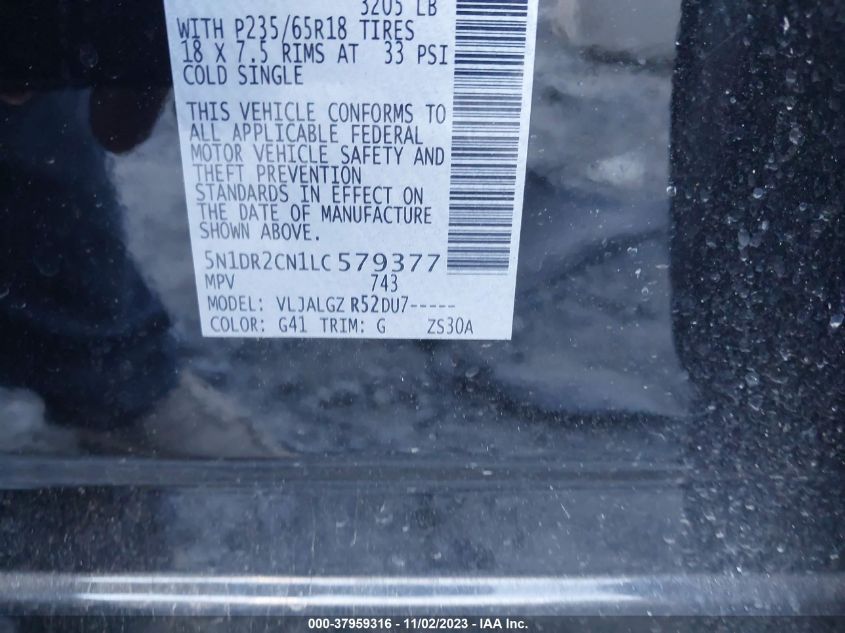 3205 LB
WITH P235/65R18 TIRES
18 X 7.5 RIMS AT 33 PSI
COLD SINGLE
THIS VEHICLE CONFORMS TO
ALL APPLICABLE FEDERAL
MOTOR VEHICLE SAFETY AND
THEFT PREVENTION
STANDARDS IN EFFECT ON
THE DATE OF MANUFACTURE
SHOWN ABOVE.
5N1DR2CN1LC579377
MPV 743
MODEL: VLJALGZ R52DU7-----
COLOR: G41 TRIM: G ZS30A
000-37959316 - 11/02/2023 - IAA Inc.